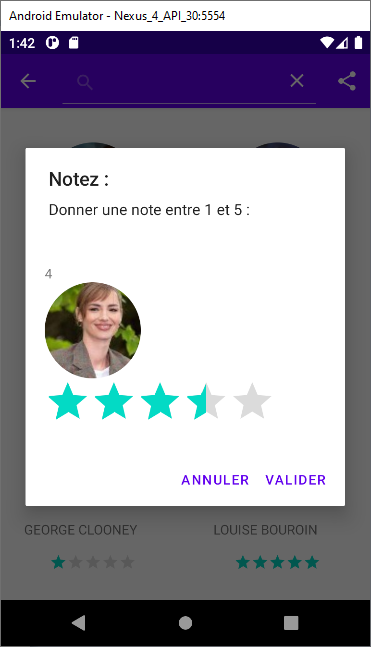 Android Emulator - Nexus_4_API_30:5554
1:42
Notez :
Donner une note entre 1 et 5 :
4
ANNULER VALIDER
GEORGE CLOONEY LOUISE BOUROIN